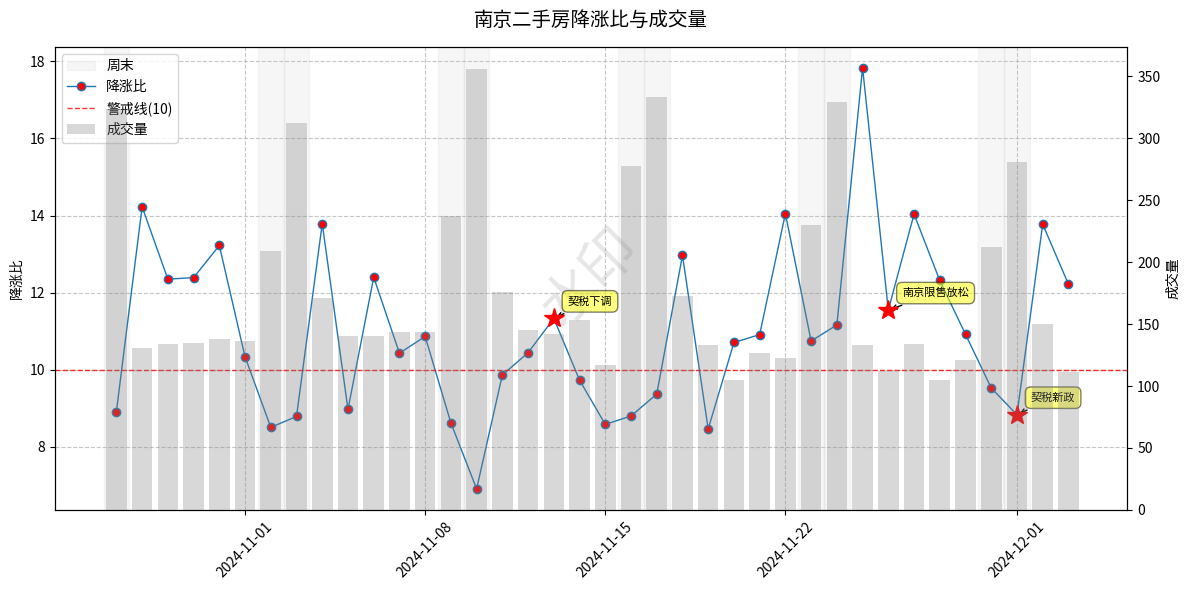 南京二手房降涨比与成交量
周末
降涨比
警戒线(10)
成交量
18
16
14
12
10
8
降涨比
350
300
250
200
150
100
50
0
成交量
水印
契税下调
南京限售放松
契税新政
2024-11-01
2024-11-08
2024-11-15
2024-11-22
2024-12-01